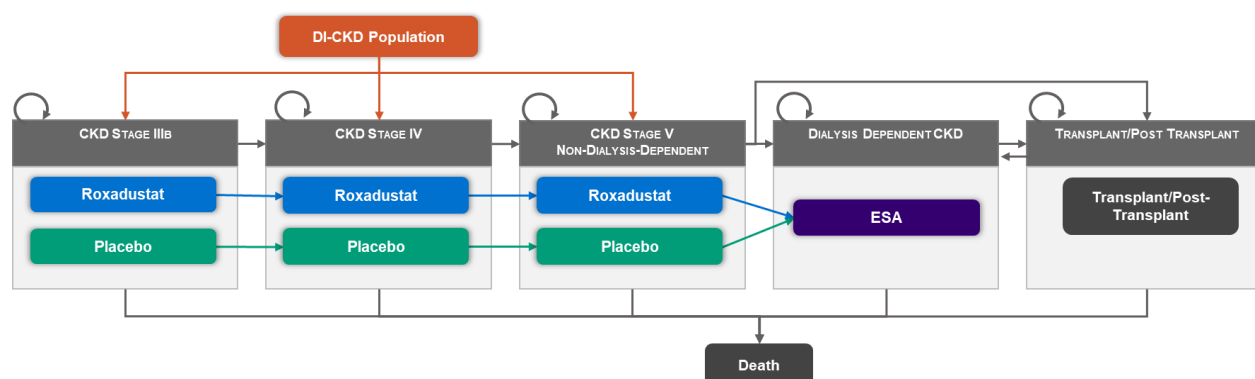 DI-CKD Population
CKD STAGE IIIB
CKD STAGE IV
CKD STAGE V
NON-DIALYSIS-DEPENDENT
DIALYSIS DEPENDENT CKD
TRANSPLANT/POST TRANSPLANT
Roxadustat
Roxadustat
Roxadustat
ESA
Transplant/Post-
Transplant
Placebo
Placebo
Placebo
Death